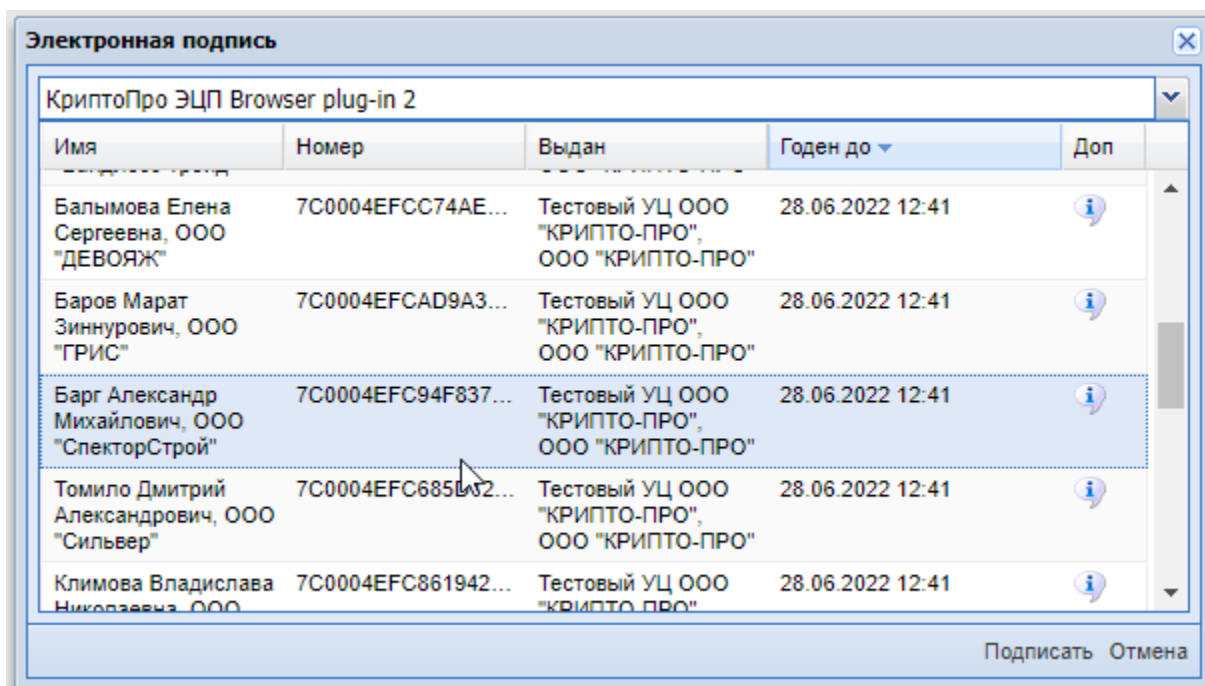 Электронная подпись
КриптоПро ЭЦП Browser plug-in 2
Имя Номер Выдан Годен до Доп
Балымова Елена 7C0004EFCC74AE... Тестовый УЦ ООО 28.06.2022 12:41
Сергеевна, ООО "КРИПТО-ПРО",
"ДЕВОЯЖ" ООО "КРИПТО-ПРО"
Баров Марат 7C0004EFCAD9A3... Тестовый УЦ ООО 28.06.2022 12:41
Зиннурович, ООО "КРИПТО-ПРО",
"ГРИС" ООО "КРИПТО-ПРО"
Барг Александр 7C0004EFC94F837... Тестовый УЦ ООО 28.06.2022 12:41
Михайлович, ООО "КРИПТО-ПРО",
"СпекторСтрой" ООО "КРИПТО-ПРО"
Томило Дмитрий Тестовый УЦ ООО 28.06.2022 12:41
Александрович, ООО "КРИПТО-ПРО",
"Сильвер" ООО "КРИПТО-ПРО"
Климова Владислава 7C0004EFC861942... Тестовый УЦ ООО 28.06.2022 12:41
Николаевна, ООО "КРИПТО-ПРО",
Подписать Отмена